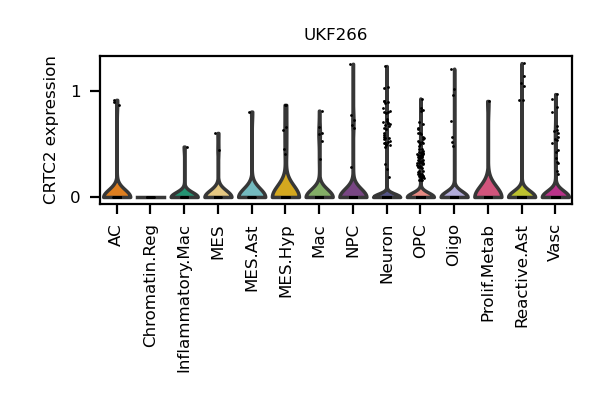 UKF266
CRTC2 expression
1
0
AC
Chromatin.Reg
Inflammatory.Mac
MES
MES.Ast
MES.Hyp
Mac
NPC
Neuron
OPC
Oligo
Prolif.Metab
Reactive.Ast
Vasc